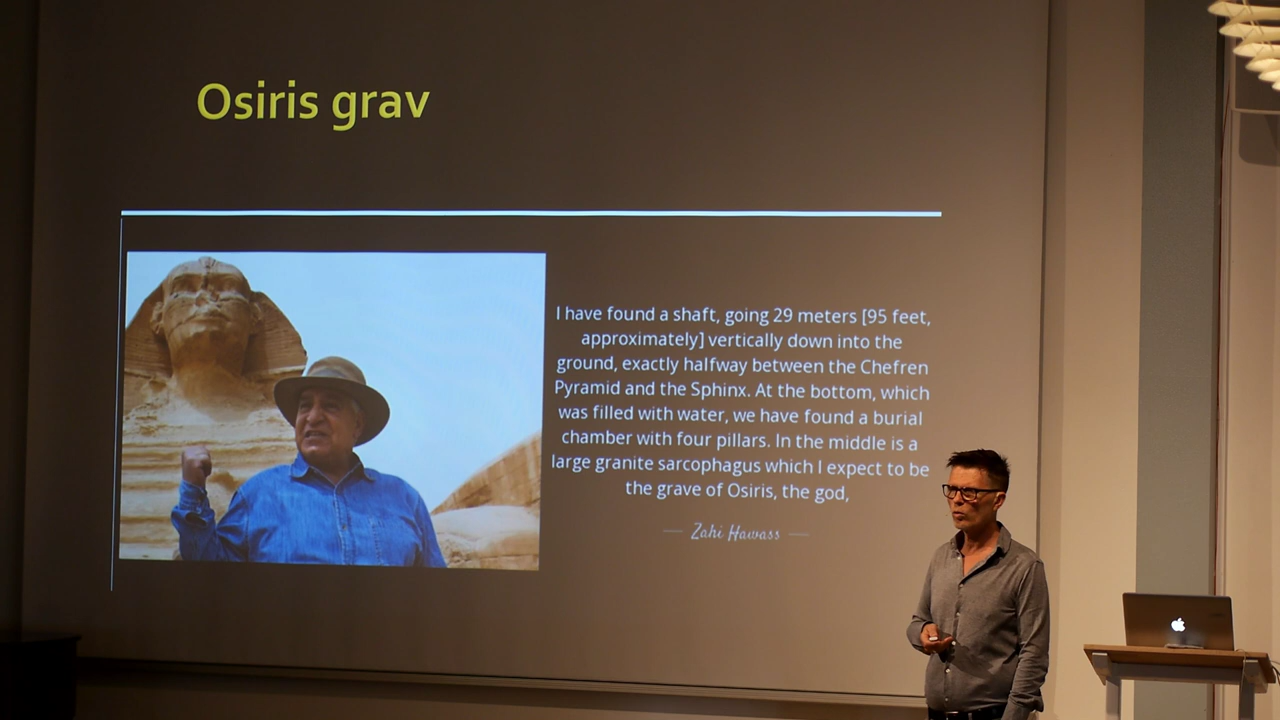 Osiris grav
I have found a shaft, going 29 meters [95 feet,
approximately] vertically down into the
ground, exactly halfway between the Chefren
Pyramid and the Sphinx. At the bottom, which
was filled with water, we have found a burial
chamber with four pillars. In the middle is a
large granite sarcophagus which I expect to be
the grave of Osiris, the god,
— Zahi Hawass —